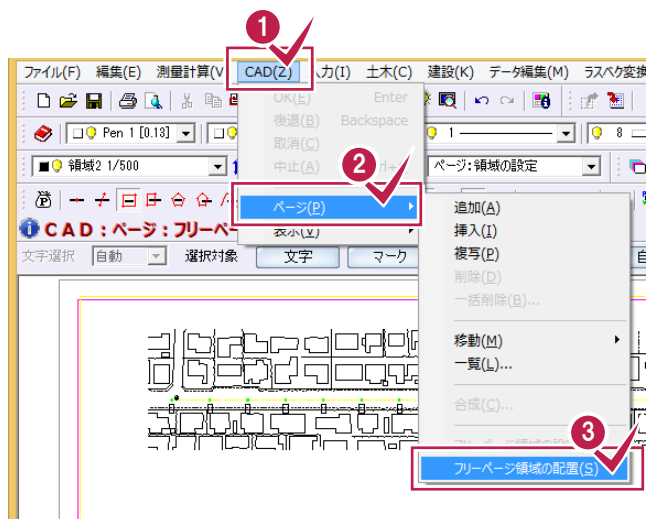 1
ファイル(F) 編集(E) 測量計算(V CAD(Z) 入力(I) 土木(C) 建設(K) データ編集(M) ラスベク変換
OK(E) Enter
後退(B) Backspace
Pen 1 [0.13] 1 8
取消(C)
中止(A) rl+
2
領域2 1/500 ページ:領域の設定
ページ(P)
追加(A)
表示(V)
挿入(I)
CAD:ページ:フリーペー
複写(P)
文字選択 自動 選択対象 文字 マーク 自
削除(D)
一括削除(B)...
移動(M)
一覧(L)...
合成(C)...
3
フリーページ領域の配置(S)